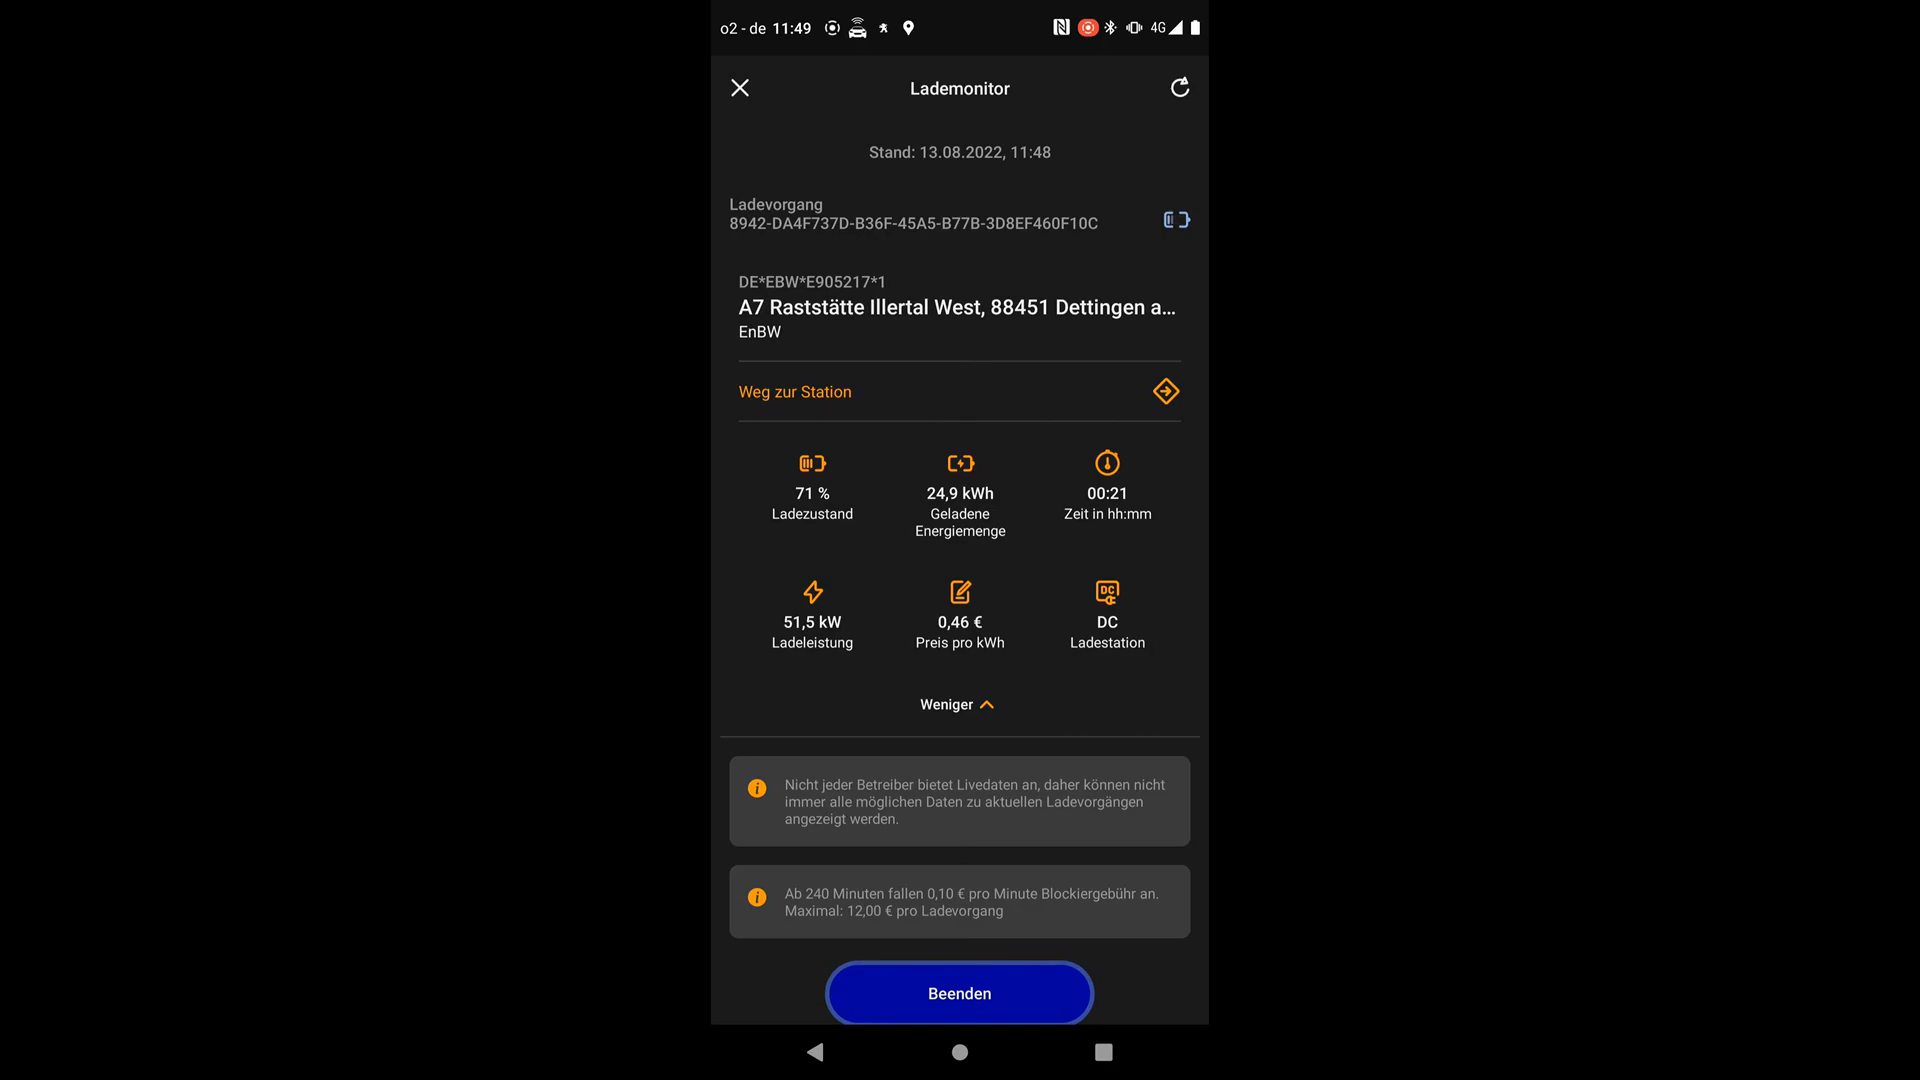 o2 - de 11:49 4G
Lademonitor
Stand: 13.08.2022, 11:48
Ladevorgang
8942-DA4F737D-B36F-45A5-B77B-3D8EF460F10C
DE*EBW*E905217*1
A7 Raststätte Illertal West, 88451 Dettingen a...
EnBW
Weg zur Station
71 % 24,9 kWh 00:21
Ladezustand Geladene Zeit in hh:mm
Energiemenge
DC
51,5 kW 0,46 € DC
Ladeleistung Preis pro kWh Ladestation
Weniger
Nicht jeder Betreiber bietet Livedaten an, daher können nicht
immer alle möglichen Daten zu aktuellen Ladevorgängen
angezeigt werden.
Ab 240 Minuten fallen 0,10 € pro Minute Blockiergebühr an.
Maximal: 12,00 € pro Ladevorgang
Beenden